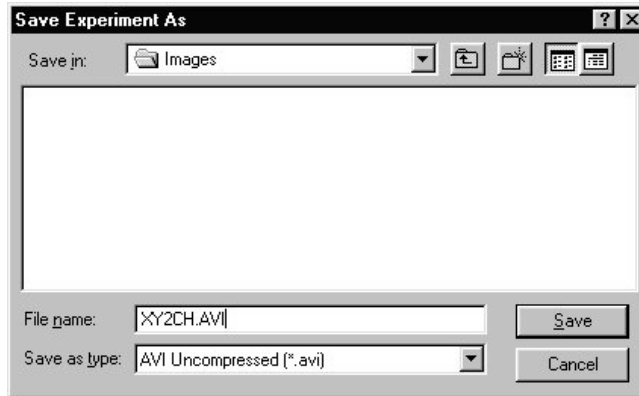 Save Experiment As
Save in: Images
File name: XY2CH.AVI
Save
Save as type: AVI Uncompressed (*.avi)
Cancel